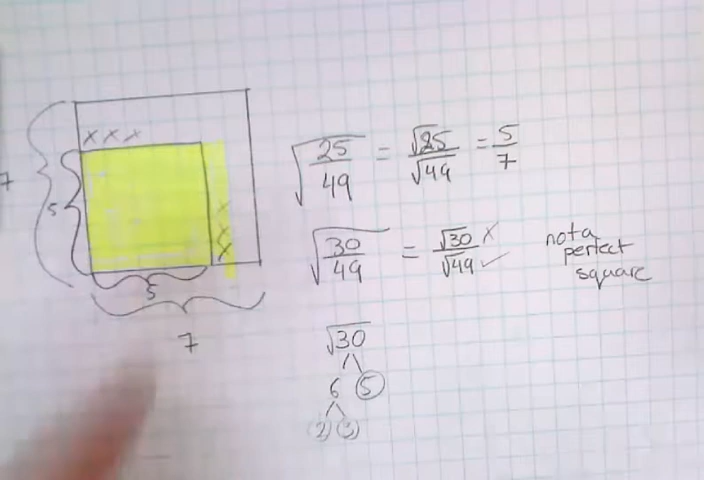 7
x x x
5
x
x
x
5
7
√(25/49) = √25/√49 = 5/7
√(30/49) = √30 x/√49 ✓
not a
perfect
square
√30
6 5
2 3